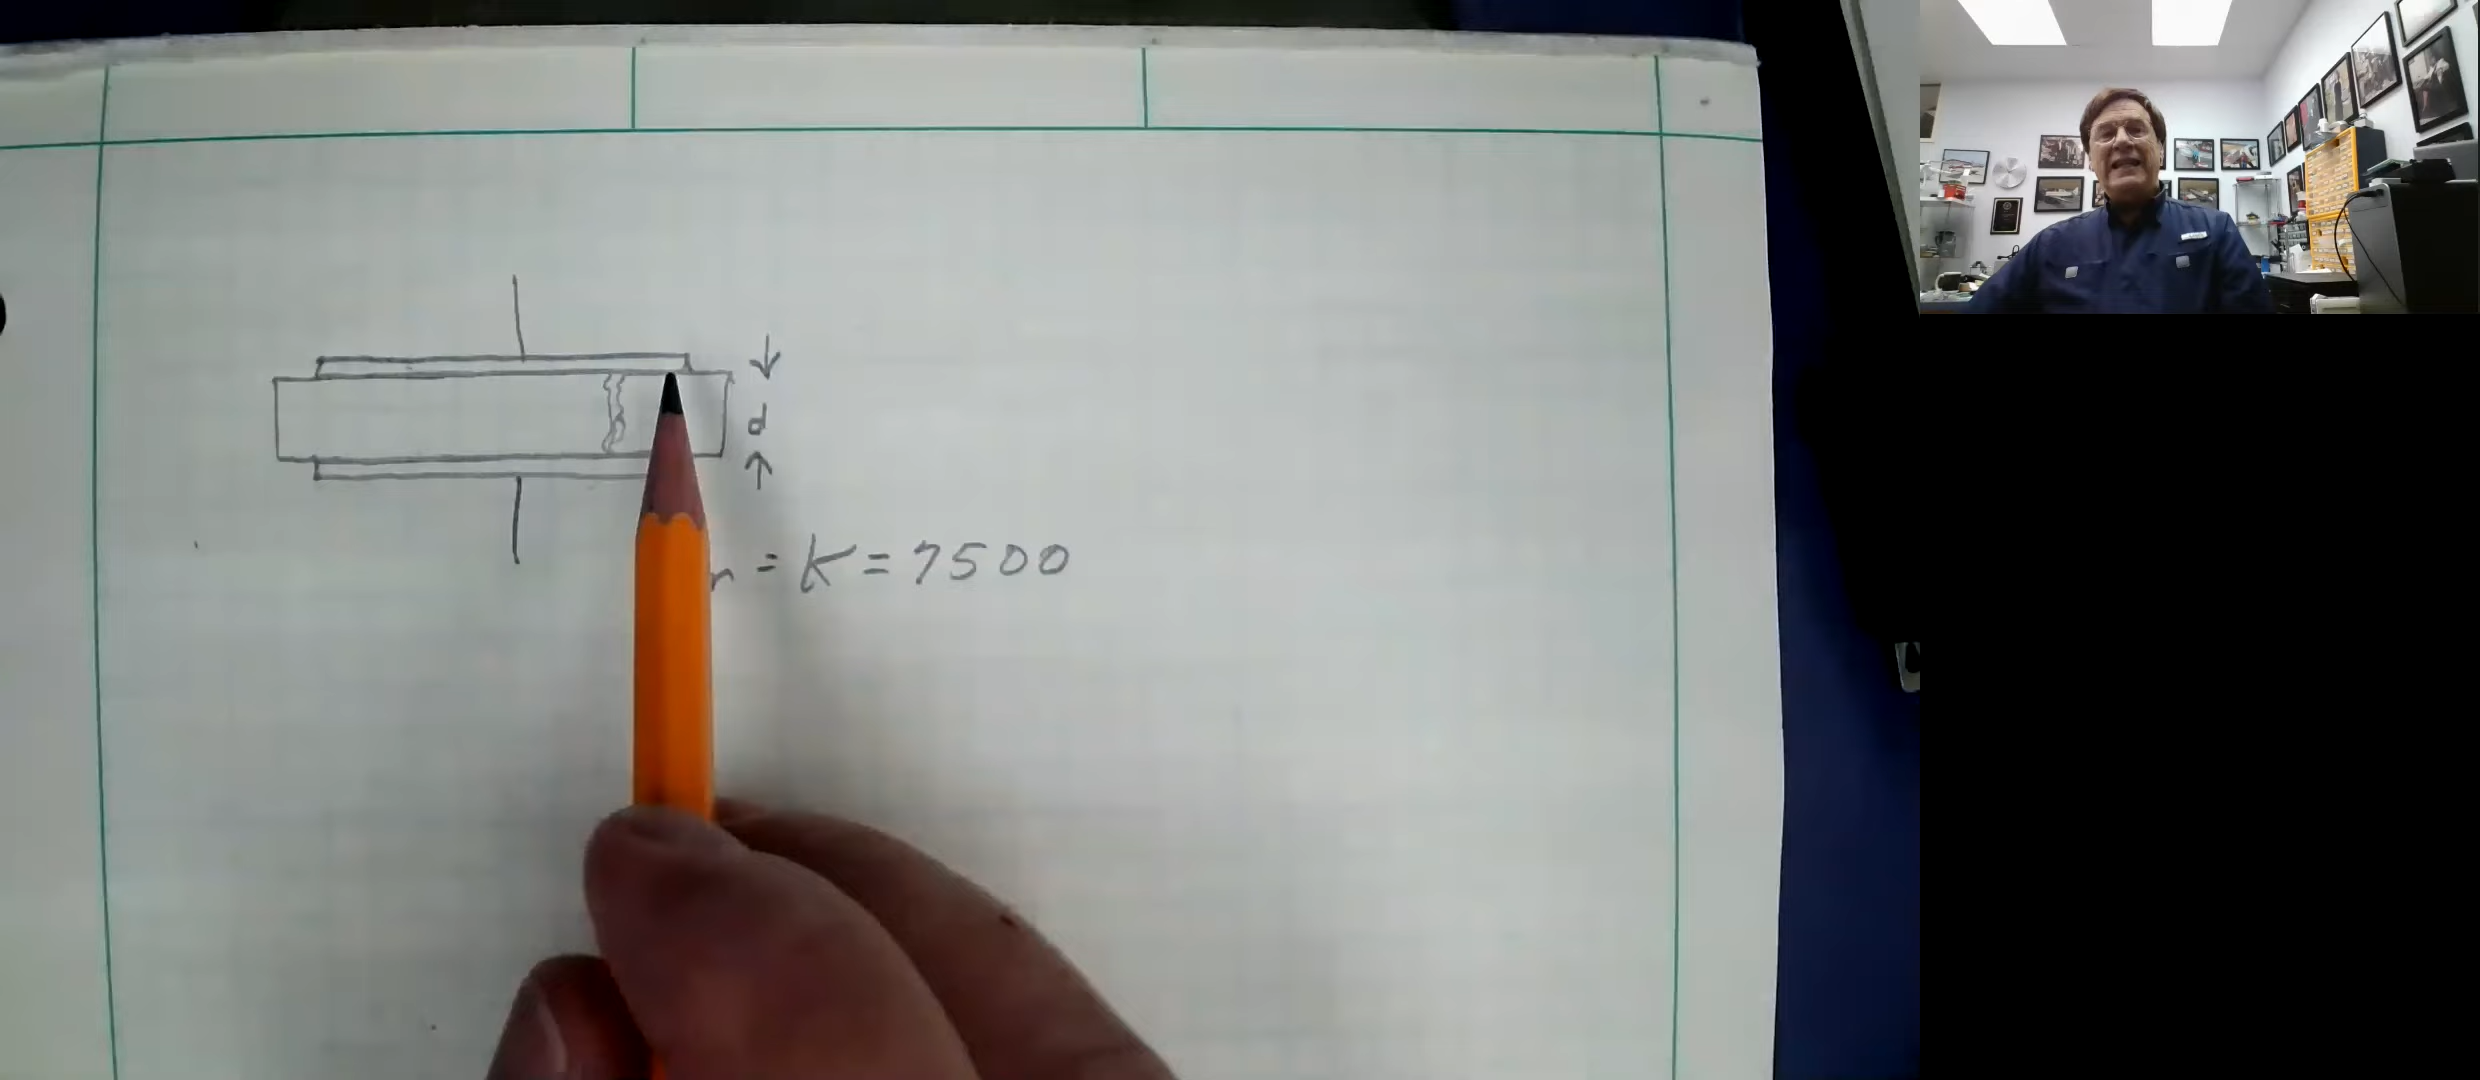 d
r = K = 7500